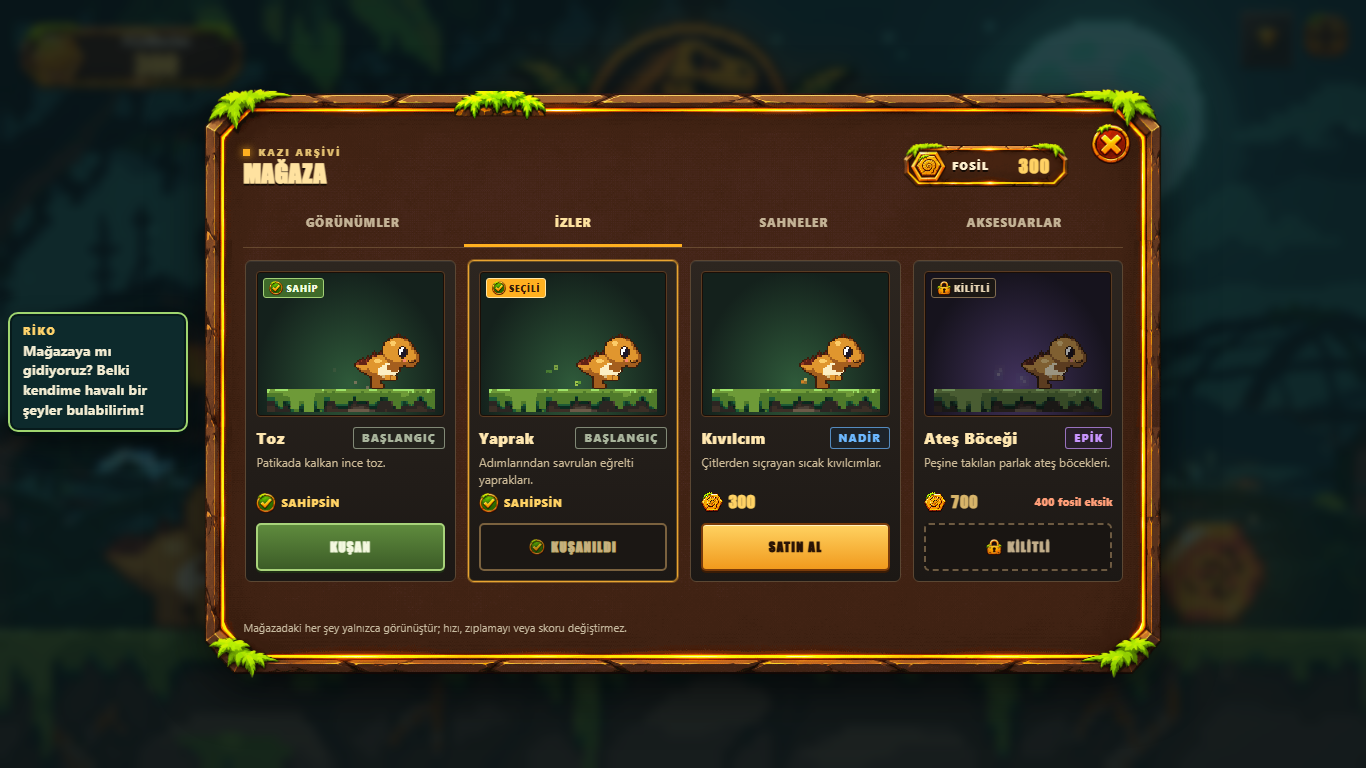 KAZI ARŞİVİ
MAĞAZA
FOSİL 300
GÖRÜNÜMLER
İZLER
SAHNELER
AKSESUARLAR
RİKO
Mağazaya mı
gidiyoruz? Belki
kendime havalı bir
şeyler bulabilirim!
SAHİP
Toz
BAŞLANGIÇ
Patikada kalkan ince toz.
SAHİPSİN
KUŞAN
SEÇİLİ
Yaprak
BAŞLANGIÇ
Adımlarından savrulan eğrelti
yaprakları.
SAHİPSİN
KUŞANILDI
Kıvılcım
NADİR
Çitlerden sıçrayan sıcak kıvılcımlar.
300
SATIN AL
KİLİTLİ
Ateş Böceği
EPİK
Peşine takılan parlak ateş böcekleri.
700
400 fosil eksik
KİLİTLİ
Mağazadaki her şey yalnızca görünüştür; hızı, zıplamayı veya skoru değiştirmez.